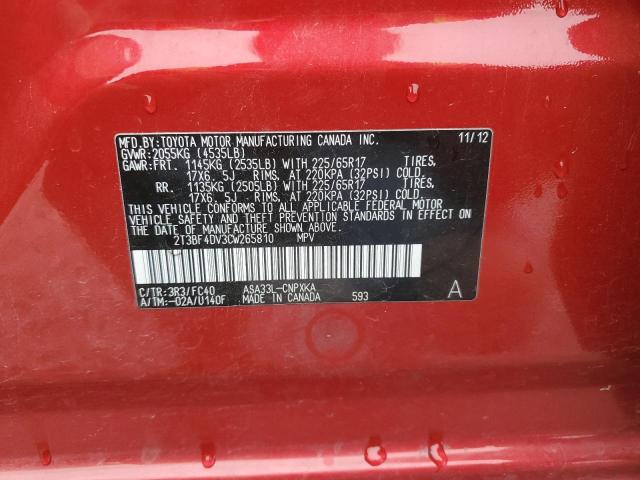 MFD.BY:TOYOTA MOTOR MANUFACTURING CANADA INC. 11/12
GVWR:2055KG (4535LB)
GAWR:FRT. 1145KG (2535LB) WITH 225/65R17 TIRES,
17X6. 5J RIMS, AT 220KPA (32PSI) COLD.
RR. 1135KG (2505LB) WITH 225/65R17 TIRES,
17X6. 5J RIMS, AT 220KPA (32PSI) COLD.
THIS VEHICLE CONFORMS TO ALL APPLICABLE FEDERAL MOTOR
VEHICLE SAFETY AND THEFT PREVENTION STANDARDS IN EFFECT ON
THE DATE OF MANUFACTURE SHOWN ABOVE.
2T3BF4DV3CW265810 MPV
C/TR:3R3/FC40 ASA33L-CNPXKA
A/TM:-02A/U140F MADE IN CANADA 593 A